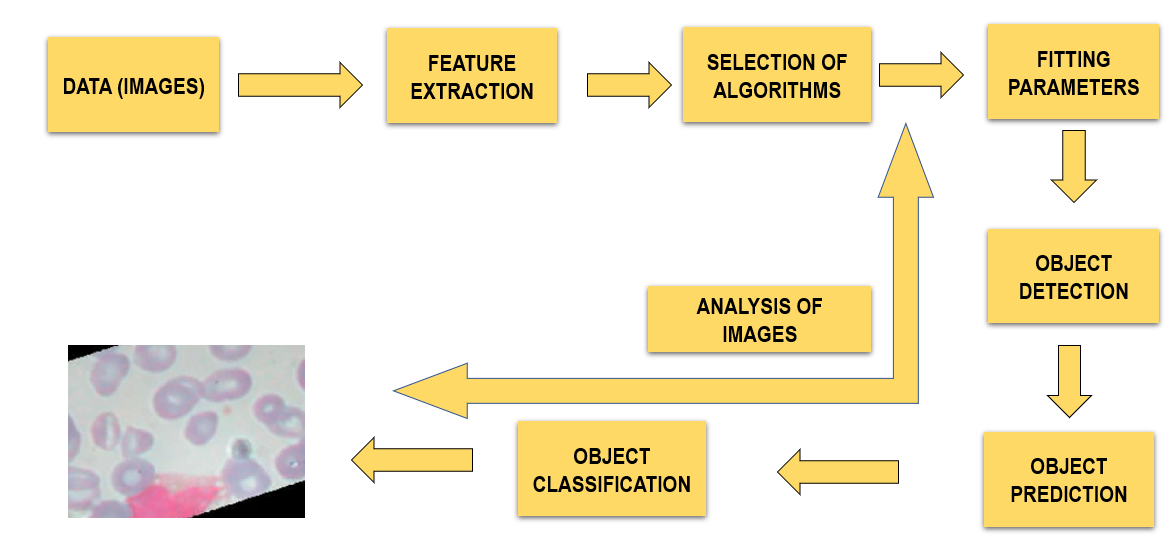 DATA (IMAGES)
FEATURE
EXTRACTION
SELECTION OF
ALGORITHMS
FITTING
PARAMETERS
OBJECT
DETECTION
ANALYSIS OF
IMAGES
OBJECT
PREDICTION
OBJECT
CLASSIFICATION